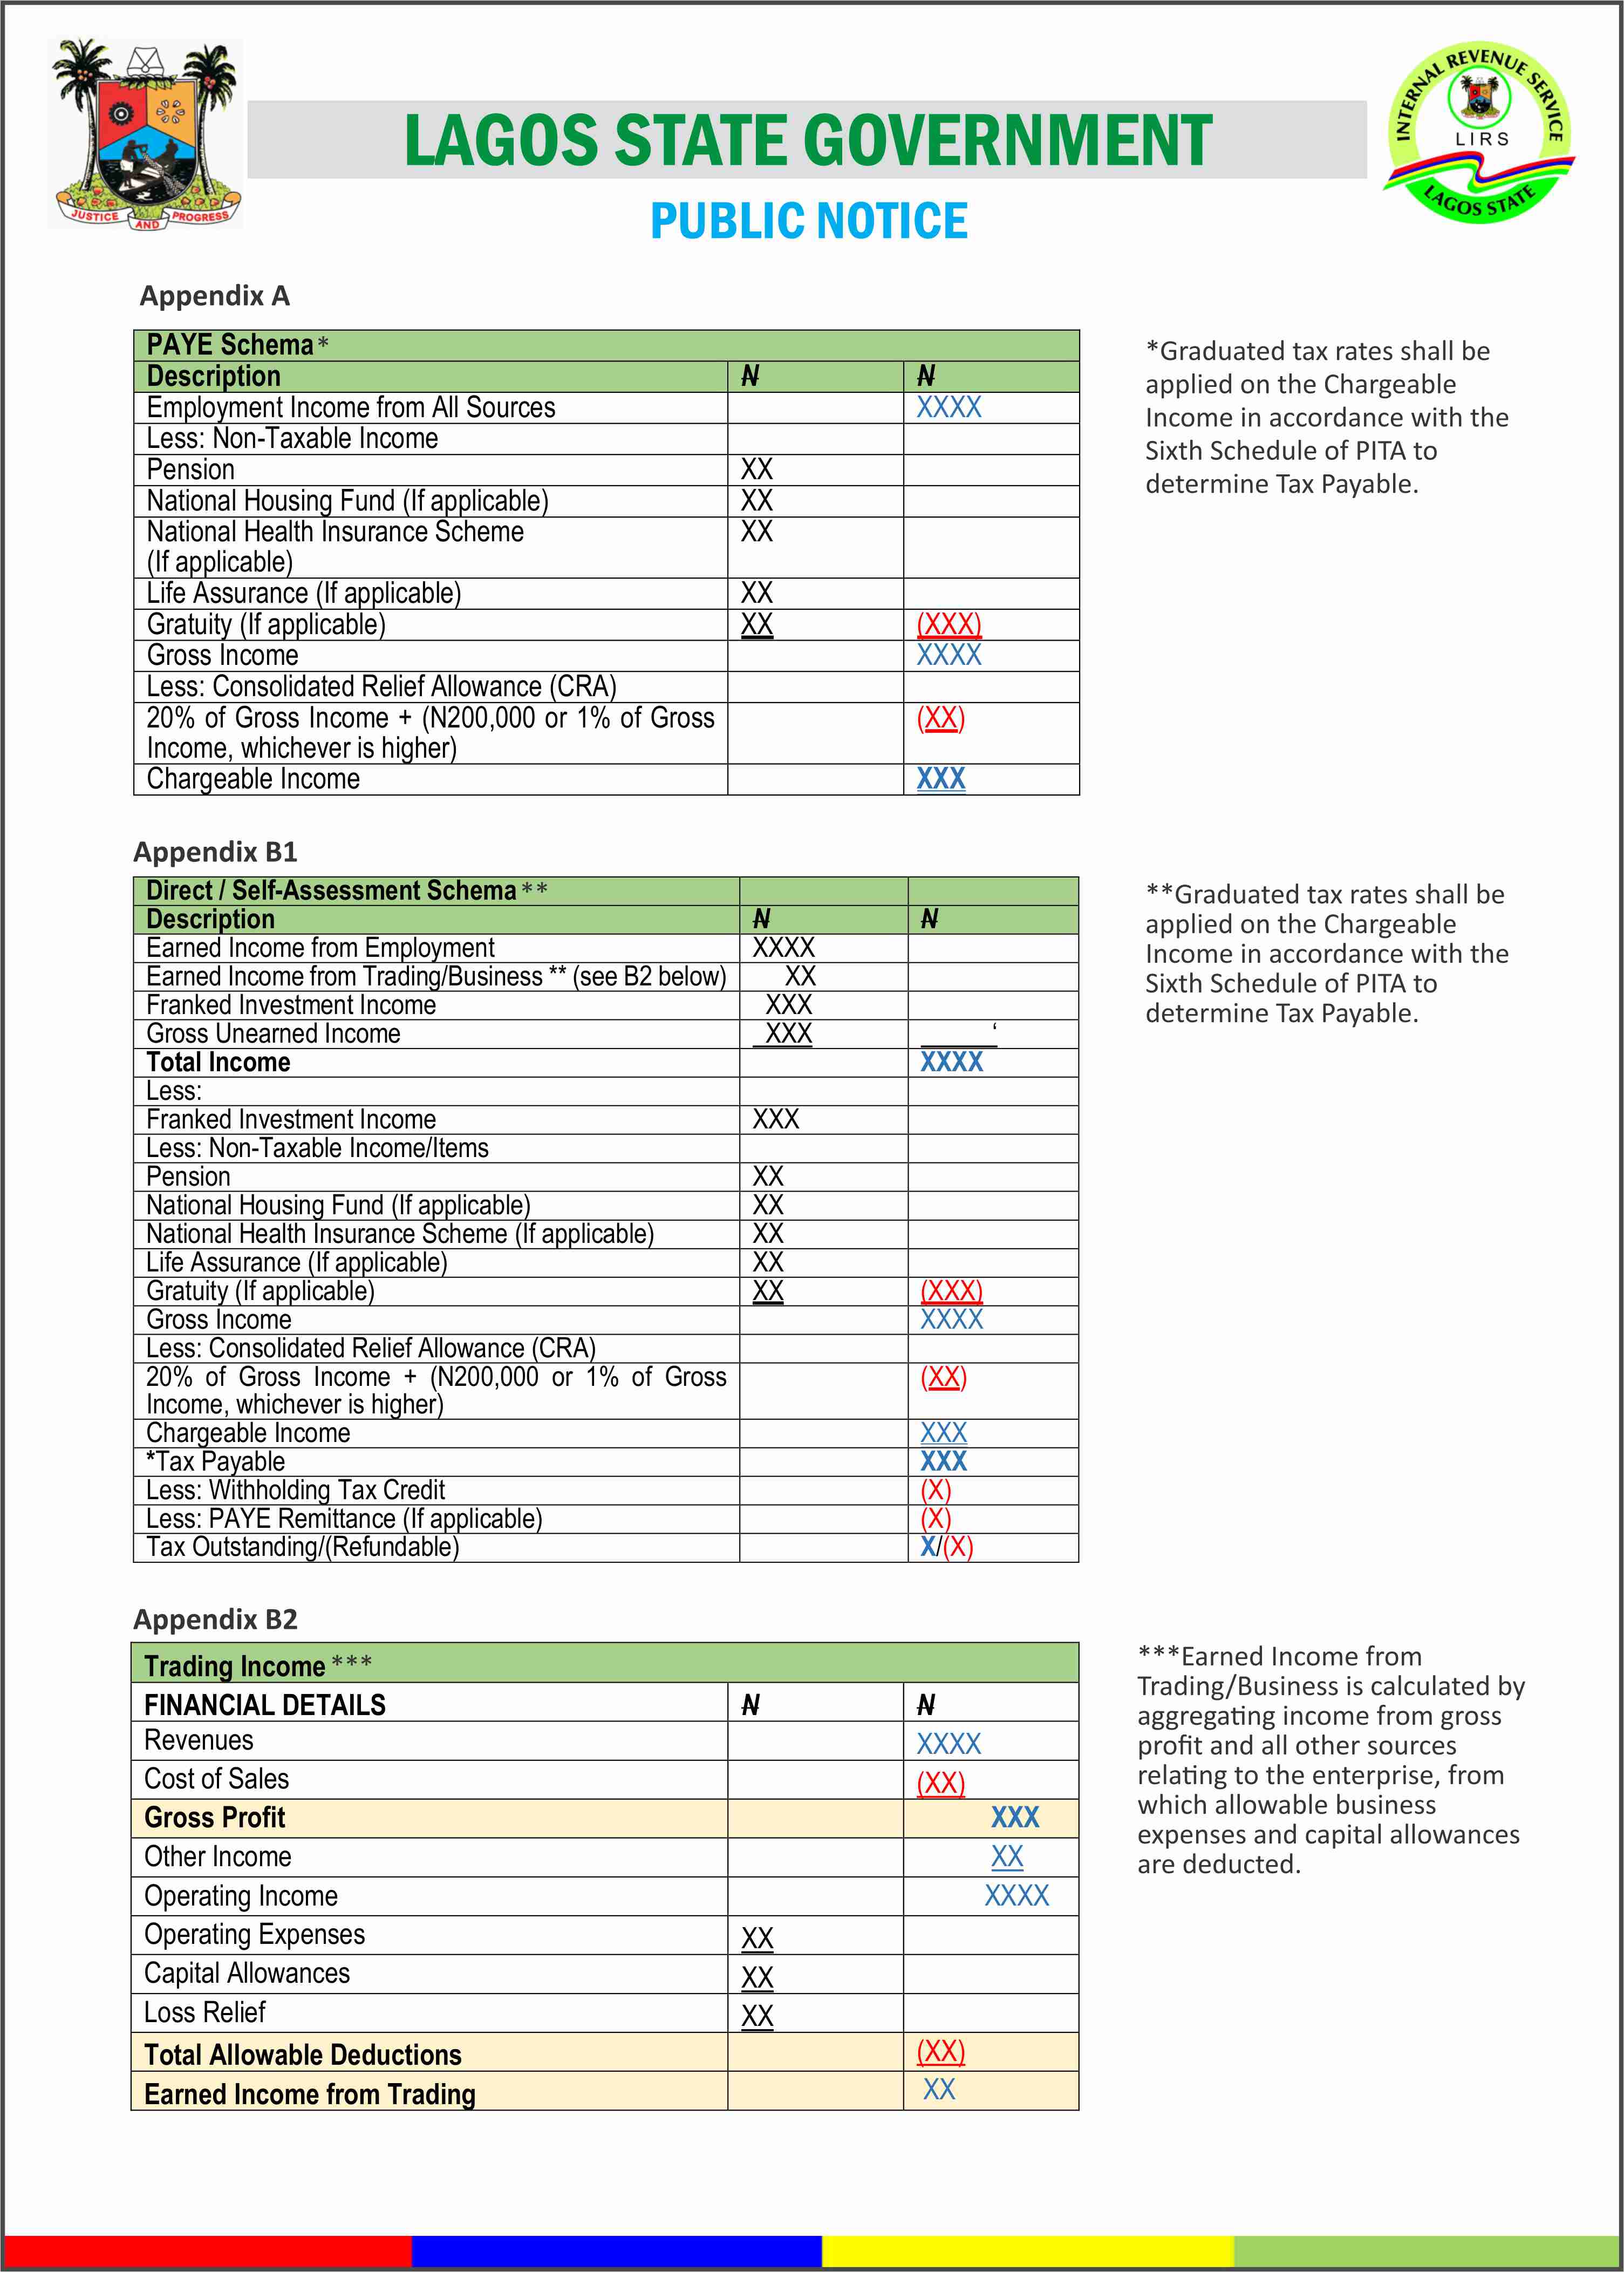 LAGOS STATE GOVERNMENT
PUBLIC NOTICE
JUSTICE AND PROGRESS
INTERNAL REVENUE SERVICE
LIRS
LAGOS STATE
Appendix A
PAYE Schema*
Description ₦ ₦
Employment Income from All Sources XXXX
Less: Non-Taxable Income
Pension XX
National Housing Fund (If applicable) XX
National Health Insurance Scheme XX
(If applicable)
Life Assurance (If applicable) XX
Gratuity (If applicable) XX (XXX)
Gross Income XXXX
Less: Consolidated Relief Allowance (CRA)
20% of Gross Income + (N200,000 or 1% of Gross (XX)
Income, whichever is higher)
Chargeable Income XXX
*Graduated tax rates shall be
applied on the Chargeable
Income in accordance with the
Sixth Schedule of PITA to
determine Tax Payable.
Appendix B1
Direct / Self-Assessment Schema**
Description ₦ ₦
Earned Income from Employment XXXX
Earned Income from Trading/Business ** (see B2 below) XX
Franked Investment Income XXX
Gross Unearned Income XXX ‘
Total Income XXXX
Less:
Franked Investment Income XXX
Less: Non-Taxable Income/Items
Pension XX
National Housing Fund (If applicable) XX
National Health Insurance Scheme (If applicable) XX
Life Assurance (If applicable) XX
Gratuity (If applicable) XX (XXX)
Gross Income XXXX
Less: Consolidated Relief Allowance (CRA)
20% of Gross Income + (N200,000 or 1% of Gross (XX)
Income, whichever is higher)
Chargeable Income XXX
*Tax Payable XXX
Less: Withholding Tax Credit (X)
Less: PAYE Remittance (If applicable) (X)
Tax Outstanding/(Refundable) X/(X)
**Graduated tax rates shall be
applied on the Chargeable
Income in accordance with the
Sixth Schedule of PITA to
determine Tax Payable.
Appendix B2
Trading Income***
FINANCIAL DETAILS ₦ ₦
Revenues XXXX
Cost of Sales (XX)
Gross Profit XXX
Other Income XX
Operating Income XXXX
Operating Expenses XX
Capital Allowances XX
Loss Relief XX
Total Allowable Deductions (XX)
Earned Income from Trading XX
***Earned Income from
Trading/Business is calculated by
aggregating income from gross
profit and all other sources
relating to the enterprise, from
which allowable business
expenses and capital allowances
are deducted.